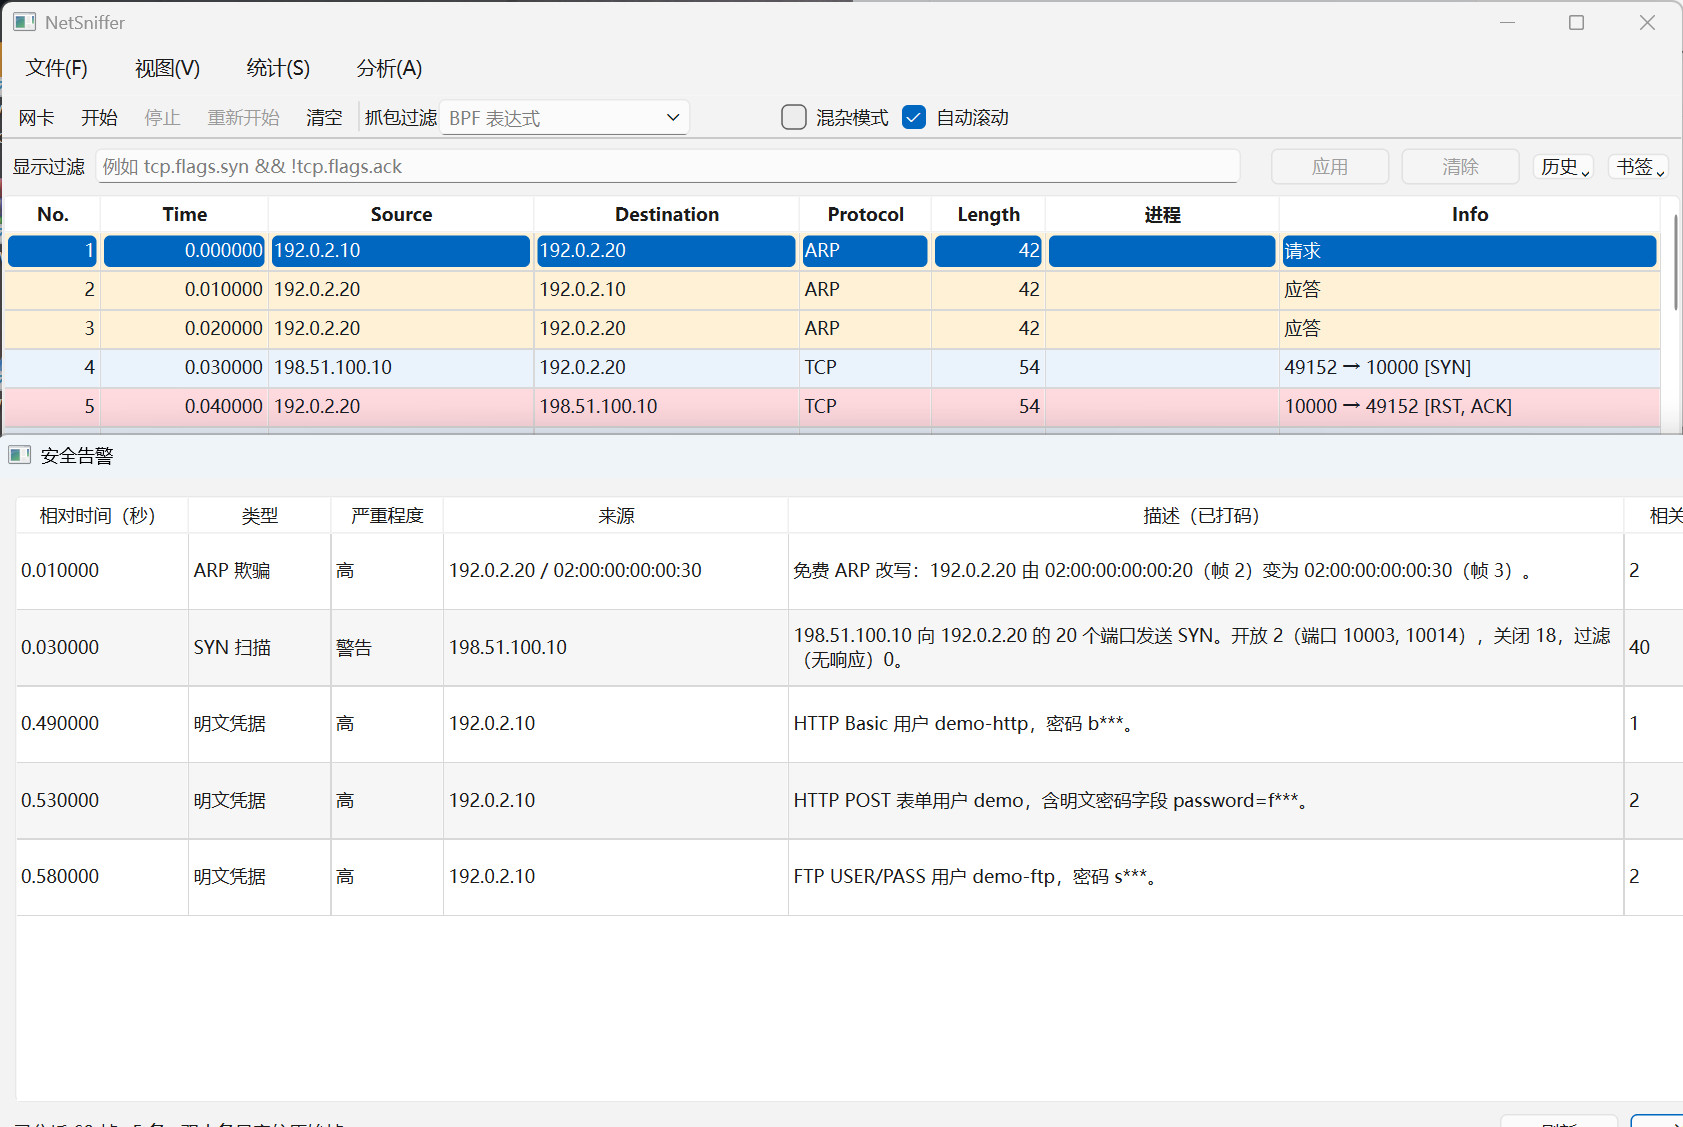 NetSniffer
文件(F) 视图(V) 统计(S) 分析(A)
网卡 开始 停止 重新开始 清空 抓包过滤 BPF 表达式 混杂模式 自动滚动
显示过滤 例如 tcp.flags.syn && !tcp.flags.ack 应用 清除 历史 书签
No. Time Source Destination Protocol Length 进程 Info
1 0.000000 192.0.2.10 192.0.2.20 ARP 42 请求
2 0.010000 192.0.2.20 192.0.2.10 ARP 42 应答
3 0.020000 192.0.2.20 192.0.2.20 ARP 42 应答
4 0.030000 198.51.100.10 192.0.2.20 TCP 54 49152 → 10000 [SYN]
5 0.040000 192.0.2.20 198.51.100.10 TCP 54 10000 → 49152 [RST, ACK]
安全告警
相对时间（秒） 类型 严重程度 来源 描述（已打码） 相关
0.010000 ARP 欺骗 高 192.0.2.20 / 02:00:00:00:00:30 免费 ARP 改写：192.0.2.20 由 02:00:00:00:00:20（帧 2）变为 02:00:00:00:00:30（帧 3）。 2
0.030000 SYN 扫描 警告 198.51.100.10 198.51.100.10 向 192.0.2.20 的 20 个端口发送 SYN。开放 2（端口 10003, 10014），关闭 18，过滤
（无响应）0。 40
0.490000 明文凭据 高 192.0.2.10 HTTP Basic 用户 demo-http，密码 b***。 1
0.530000 明文凭据 高 192.0.2.10 HTTP POST 表单用户 demo，含明文密码字段 password=f***。 2
0.580000 明文凭据 高 192.0.2.10 FTP USER/PASS 用户 demo-ftp，密码 s***。 2